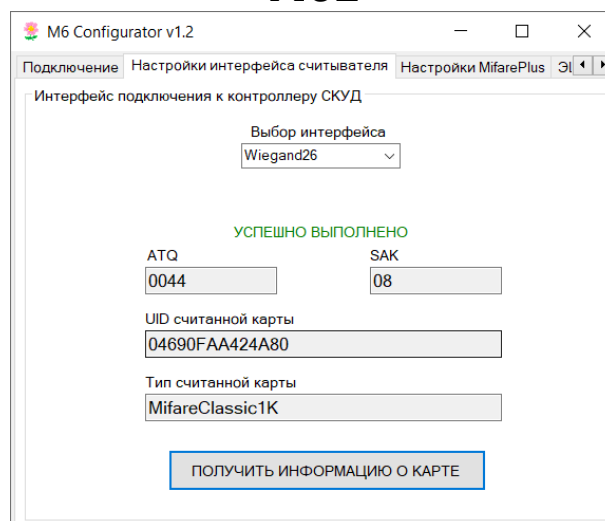 M6 Configurator v1.2
Подключение Настройки интерфейса считывателя Настройки MifarePlus
Интерфейс подключения к контроллеру СКУД
Выбор интерфейса
Wiegand26
УСПЕШНО ВЫПОЛНЕНО
ATQ SAK
0044 08
UID считанной карты
04690FAA424A80
Тип считанной карты
MifareClassic1K
ПОЛУЧИТЬ ИНФОРМАЦИЮ О КАРТЕ